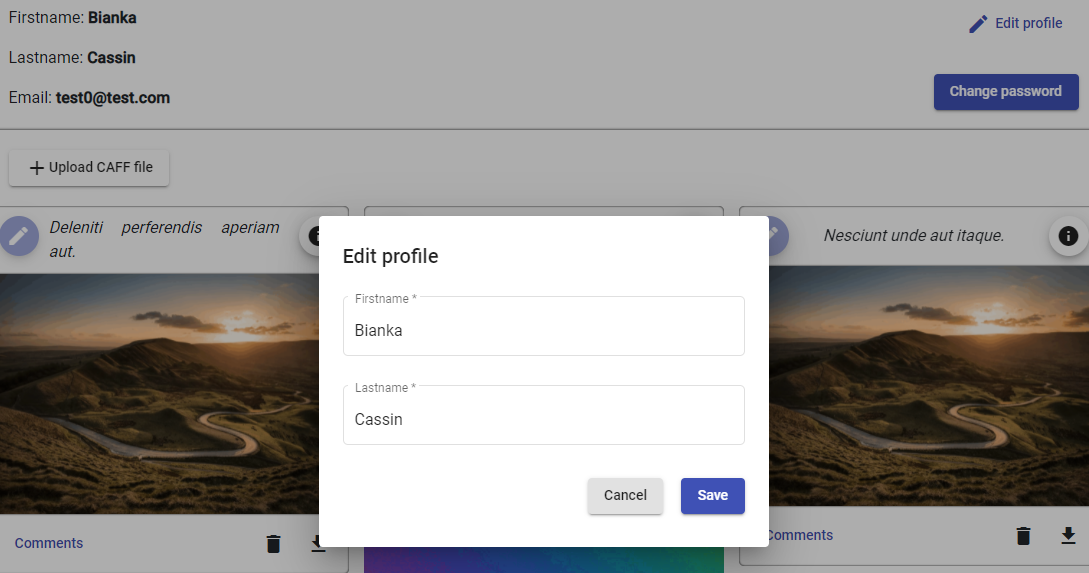 Firstname: Bianka
Edit profile
Lastname: Cassin
Email: test0@test.com
Change password
Upload CAFF file
Deleniti perferendis aperiam
aut.
Nesciunt unde aut itaque.
Edit profile
Firstname *
Bianka
Lastname *
Cassin
Cancel
Save
Comments
Comments